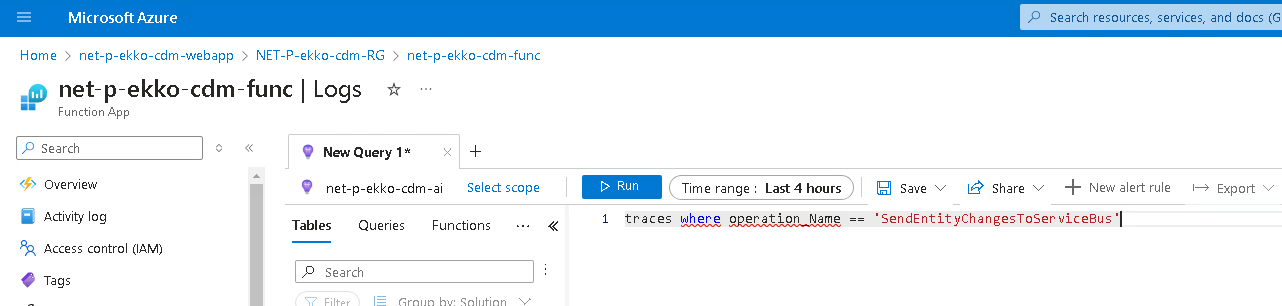 Microsoft Azure
Search resources, services, and docs (G
Home > net-p-ekko-cdm-webapp > NET-P-ekko-cdm-RG > net-p-ekko-cdm-func
net-p-ekko-cdm-func | Logs
Function App
Search
Overview
Activity log
Access control (IAM)
Tags
New Query 1*
net-p-ekko-cdm-ai
Select scope
Run
Time range : Last 4 hours
Save
Share
New alert rule
Export
Tables
Queries
Functions
Search
Filter
Group by: Solution
1 traces where operation_Name == 'SendEntityChangesToServiceBus'